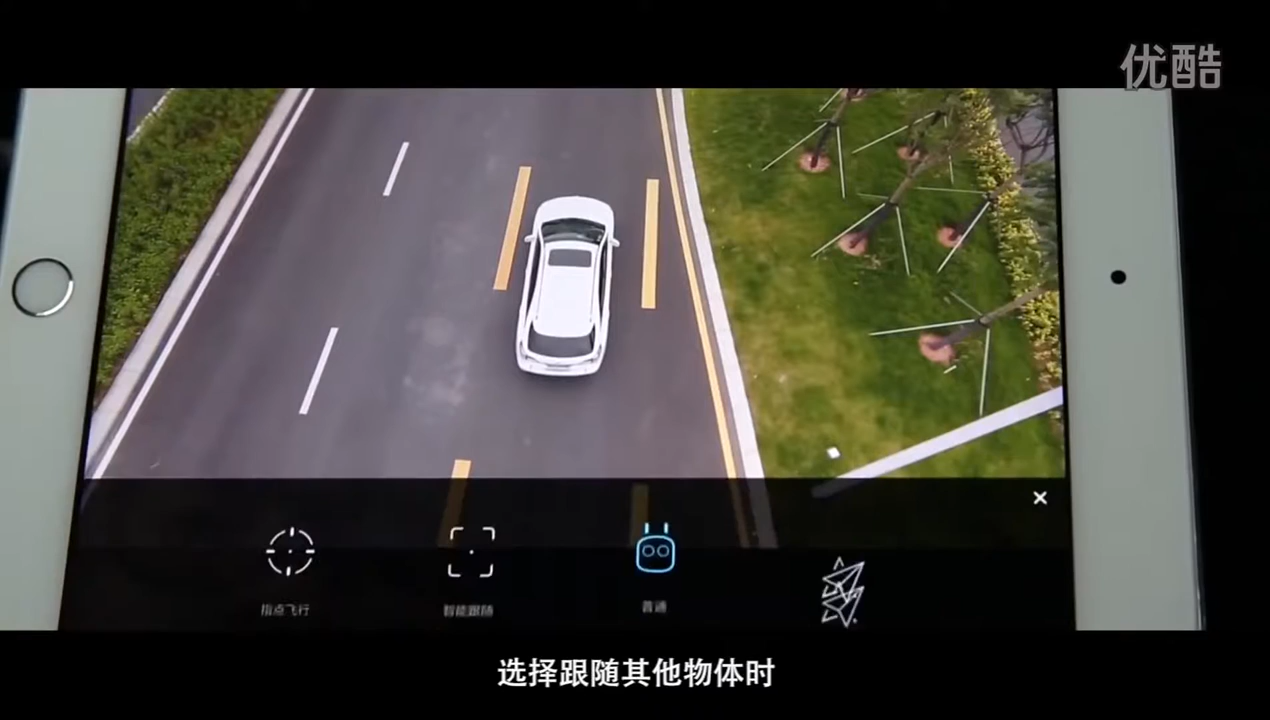 优酷
指点飞行
智能跟随
普通
选择跟随其他物体时